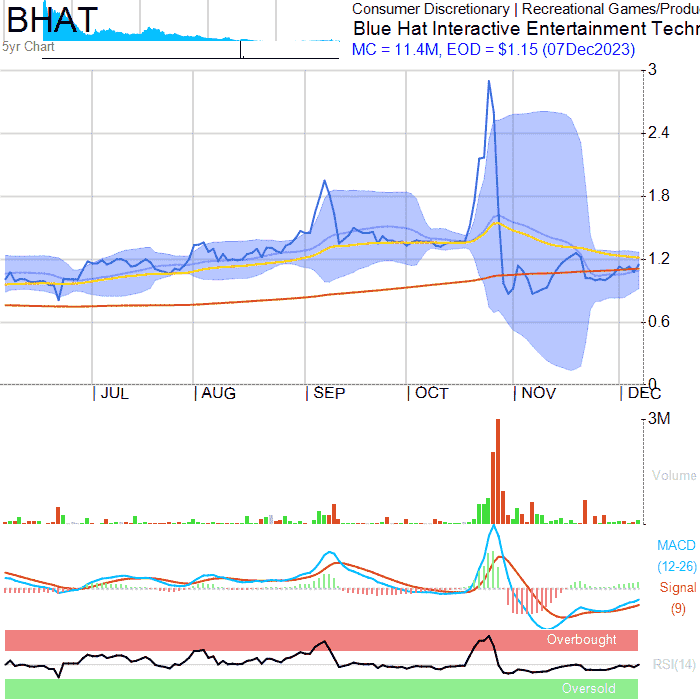 BHAT
5yr Chart
Consumer Discretionary | Recreational Games/Produ
Blue Hat Interactive Entertainment Techn
MC = 11.4M, EOD = $1.15 (07Dec2023)
3
2.4
1.8
1.2
0.6
0
JUL
AUG
SEP
OCT
NOV
DEC
3M
Volume
MACD
(12-26)
Signal
(9)
Overbought
RSI(14)
Oversold